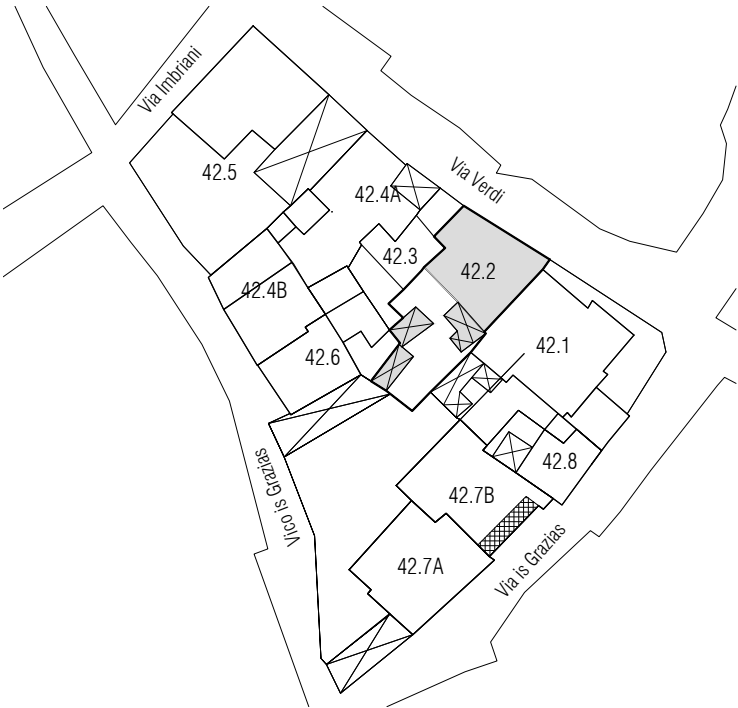 Via Imbriani
42.5
42.4A
Via Verdi
42.3
42.2
42.4B
42.1
42.6
42.8
Vico is Grazias
42.7B
42.7A
Via is Grazias